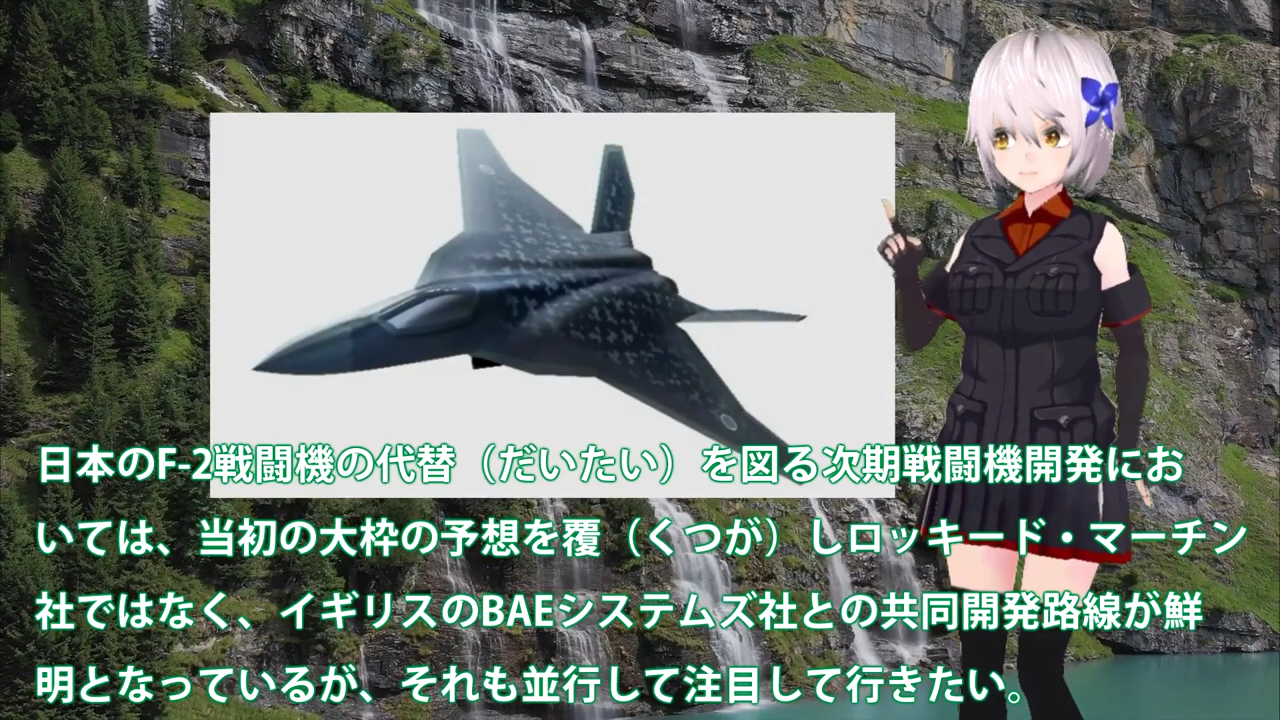 日本のF-2戦闘機の代替（だいたい）を図る次期戦闘機開発にお
いては、当初の大枠の予想を覆（くつが）しロッキード・マーチン
社ではなく、イギリスのBAEシステムズ社との共同開発路線が鮮
明となっているが、それも並行して注目して行きたい。